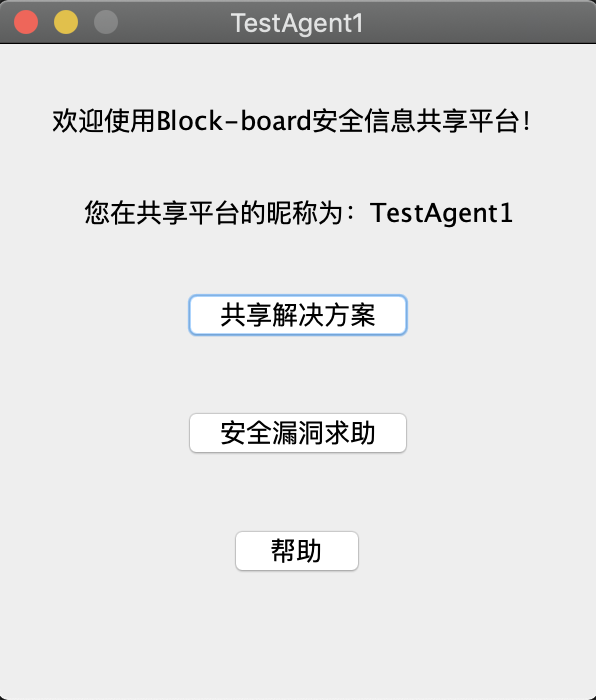 TestAgent1
欢迎使用Block-board安全信息共享平台！
您在共享平台的昵称为：TestAgent1
共享解决方案
安全漏洞求助
帮助